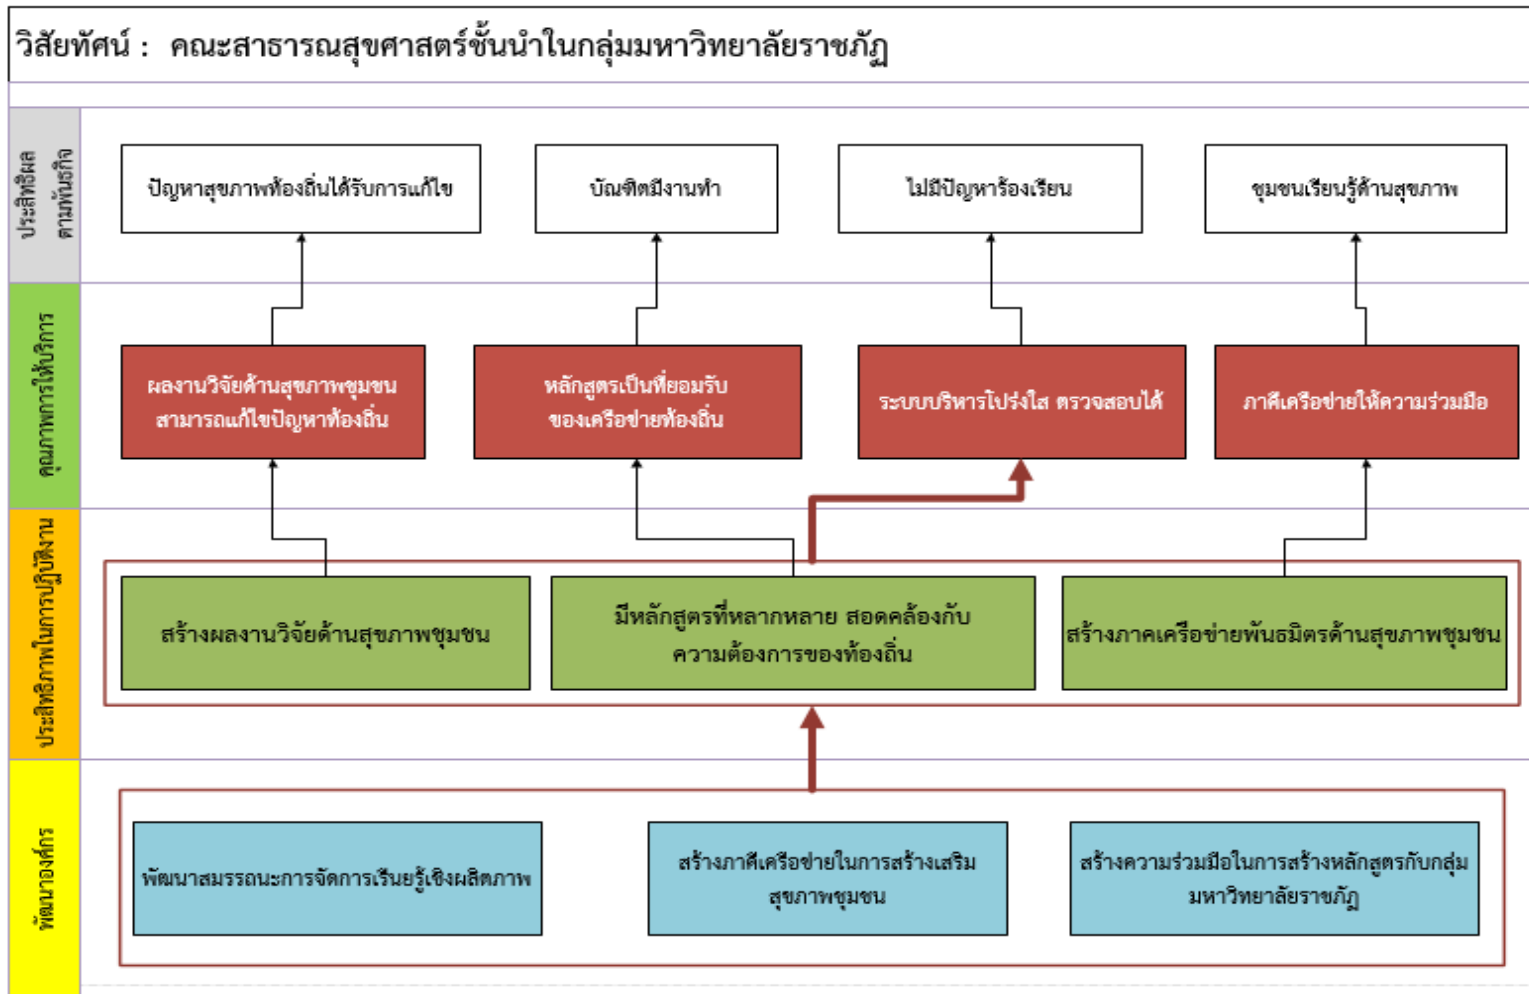 วิสัยทัศน์ : คณะสาธารณสุขศาสตร์ชั้นนำในกลุ่มมหาวิทยาลัยราชภัฏ
ประสิทธิผล
ตามพันธกิจ
ปัญหาสุขภาพท้องถิ่นได้รับการแก้ไข
บัณฑิตมีงานทำ
ไม่มีปัญหาร้องเรียน
ชุมชนเรียนรู้ด้านสุขภาพ
คุณภาพการให้บริการ
ผลงานวิจัยด้านสุขภาพชุมชน
สามารถแก้ไขปัญหาท้องถิ่น
หลักสูตรเป็นที่ยอมรับ
ของเครือข่ายท้องถิ่น
ระบบบริหารโปร่งใส ตรวจสอบได้
ภาคีเครือข่ายให้ความร่วมมือ
ประสิทธิภาพในการปฏิบัติงาน
สร้างผลงานวิจัยด้านสุขภาพชุมชน
มีหลักสูตรที่หลากหลาย สอดคล้องกับ
ความต้องการของท้องถิ่น
สร้างภาคเครือข่ายพันธมิตรด้านสุขภาพชุมชน
พัฒนาองค์กร
พัฒนาสมรรถนะการจัดการเรีนยรู้เชิงผลิตภาพ
สร้างภาคีเครือข่ายในการสร้างเสริม
สุขภาพชุมชน
สร้างความร่วมมือในการสร้างหลักสูตรกับกลุ่ม
มหาวิทยาลัยราชภัฏ